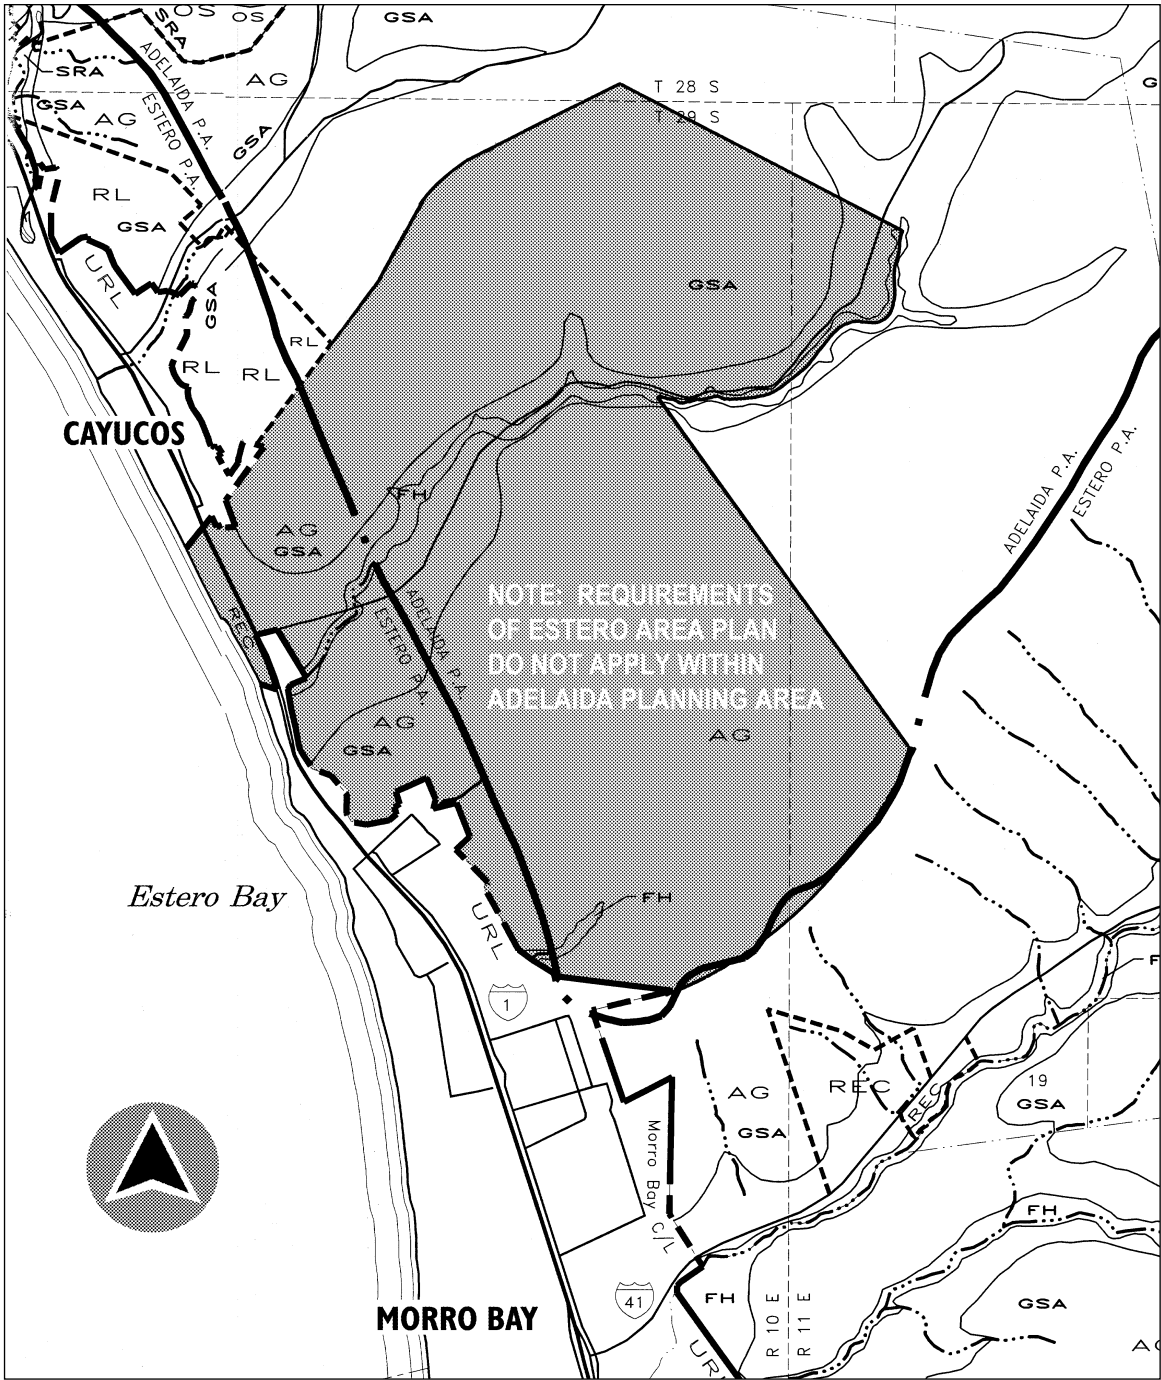 OS
OS
GSA
SRA
ADELAIDA P.A.
ESTERO P.A.
SRA
AG
T 28 S
T 29 S
G
GSA
AG
GSA
RL
GSA
URL
GSA
GSA
RL
RL
RL
CAYUCOS
ADELAIDA P.A.
ESTERO P.A.
FH
AG
GSA
NOTE: REQUIREMENTS
OF ESTERO AREA PLAN
DO NOT APPLY WITHIN
ADELAIDA PLANNING AREA
REC
ADELAIDA P.A.
ESTERO P.A.
AG
GSA
AG
Estero Bay
FH
URL
F
1
19
GSA
AG
REC
REC
GSA
Morro Bay C/L
FH
41
FH
GSA
MORRO BAY
R 10 E
R 11 E
URL
AG